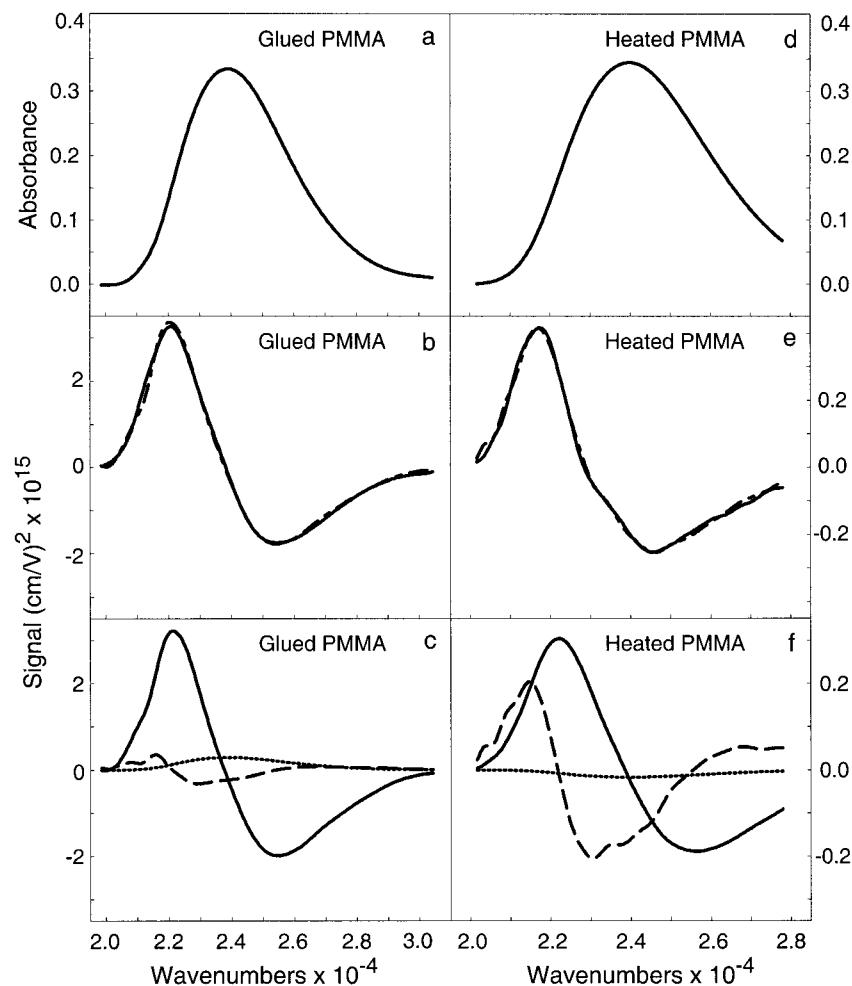 0.4
Glued PMMA a
Heated PMMA d
0.4
0.3
0.3
Absorbance
0.2
0.2
0.1
0.1
0.0
0.0
Glued PMMA b
Heated PMMA e
2
0.2
0
0.0
-2
-0.2
Signal (cm/V)² x 10¹⁵
Glued PMMA c
Heated PMMA f
2
0.2
0
0.0
-2
-0.2
2.0 2.2 2.4 2.6 2.8 3.0
2.0 2.2 2.4 2.6 2.8
Wavenumbers x 10⁻⁴
Wavenumbers x 10⁻⁴